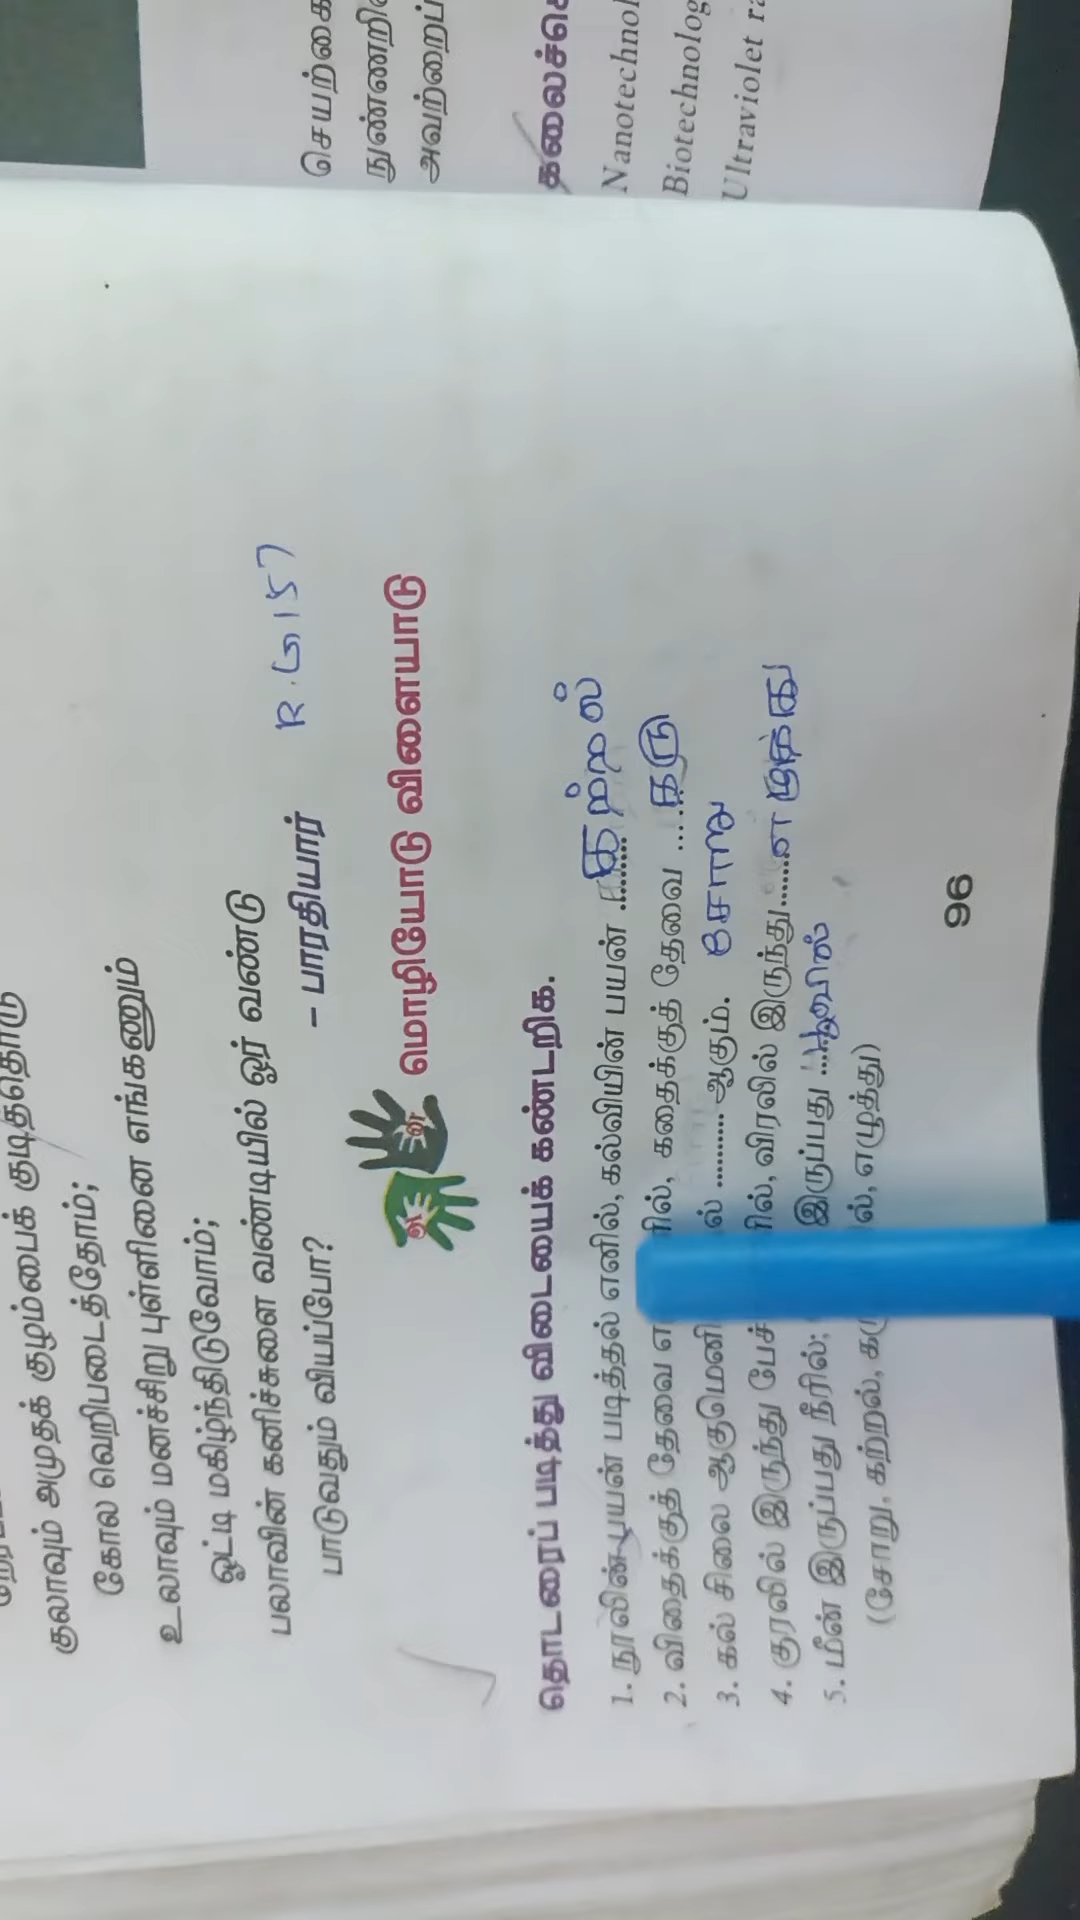 குலாவும் அமுதக் குழம்பைக் குடித்தொரு
கோல வெறிபடைத்தோம்;
உலாவும் மனச்சிறு புள்ளினை எங்கணும்
ஓட்டி மகிழ்ந்திடுவோம்;
பலாவின் கனிச்சுளை வண்டியில் ஓர் வண்டு
பாடுவதும் வியப்போ?
– பாரதியார்
மொழியோடு விளையாடு
தொடரைப் படித்து விடையைக் கண்டறிக.
1. நூலின் பயன் படித்தல் எனில், கல்வியின் பயன் .......... கற்றல்
2. விதைக்குத் தேவை கதைக்குத் தேவை .... கரு
3. கல் சிலை ஆகுமெனில் .......... ஆகும். சோறு
4. குரலில் இருந்து விரலில் இருந்து.......எழுத்து
5. மீன் இருப்பது நீரில்; இருப்பது ....
(சோறு, கற்றல், எழுத்து)
96
செயற்கை
அவற்றைப்